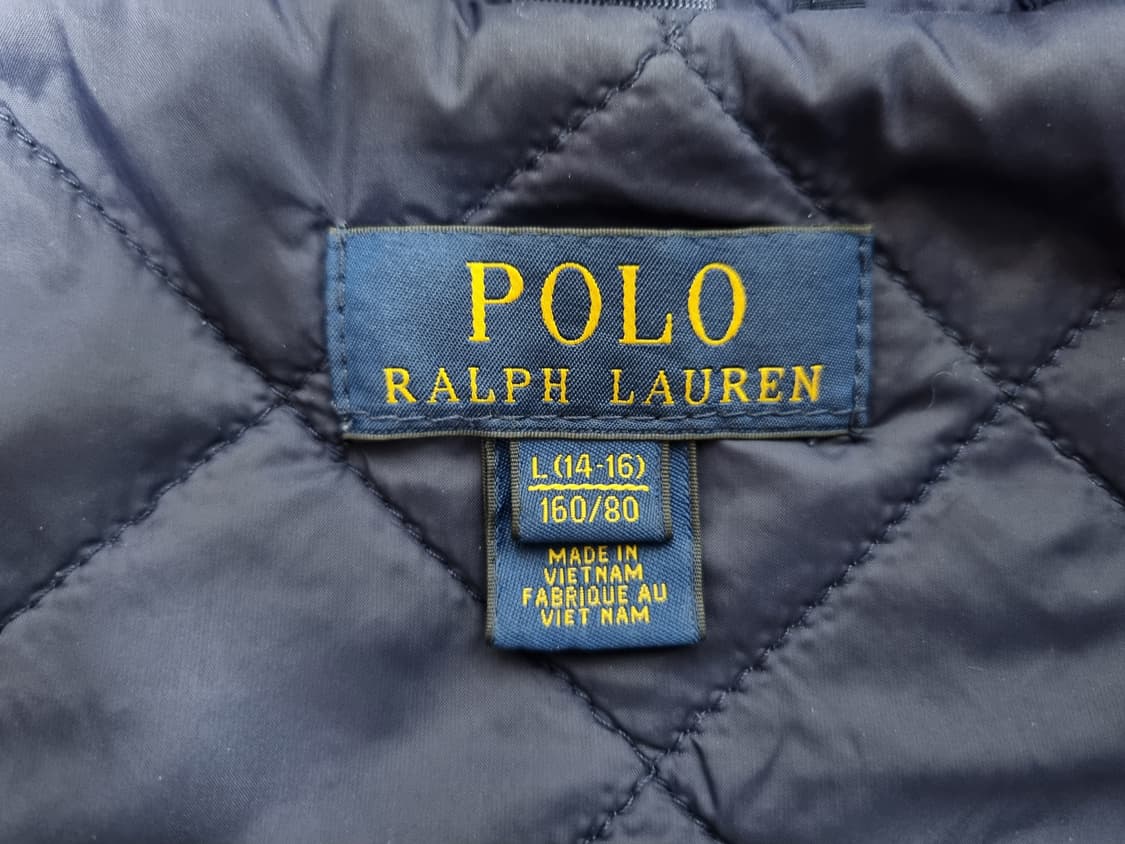 POLO
RALPH LAUREN
L (14-16)
160/80
MADE IN
VIETNAM
FABRIQUE AU
VIET NAM